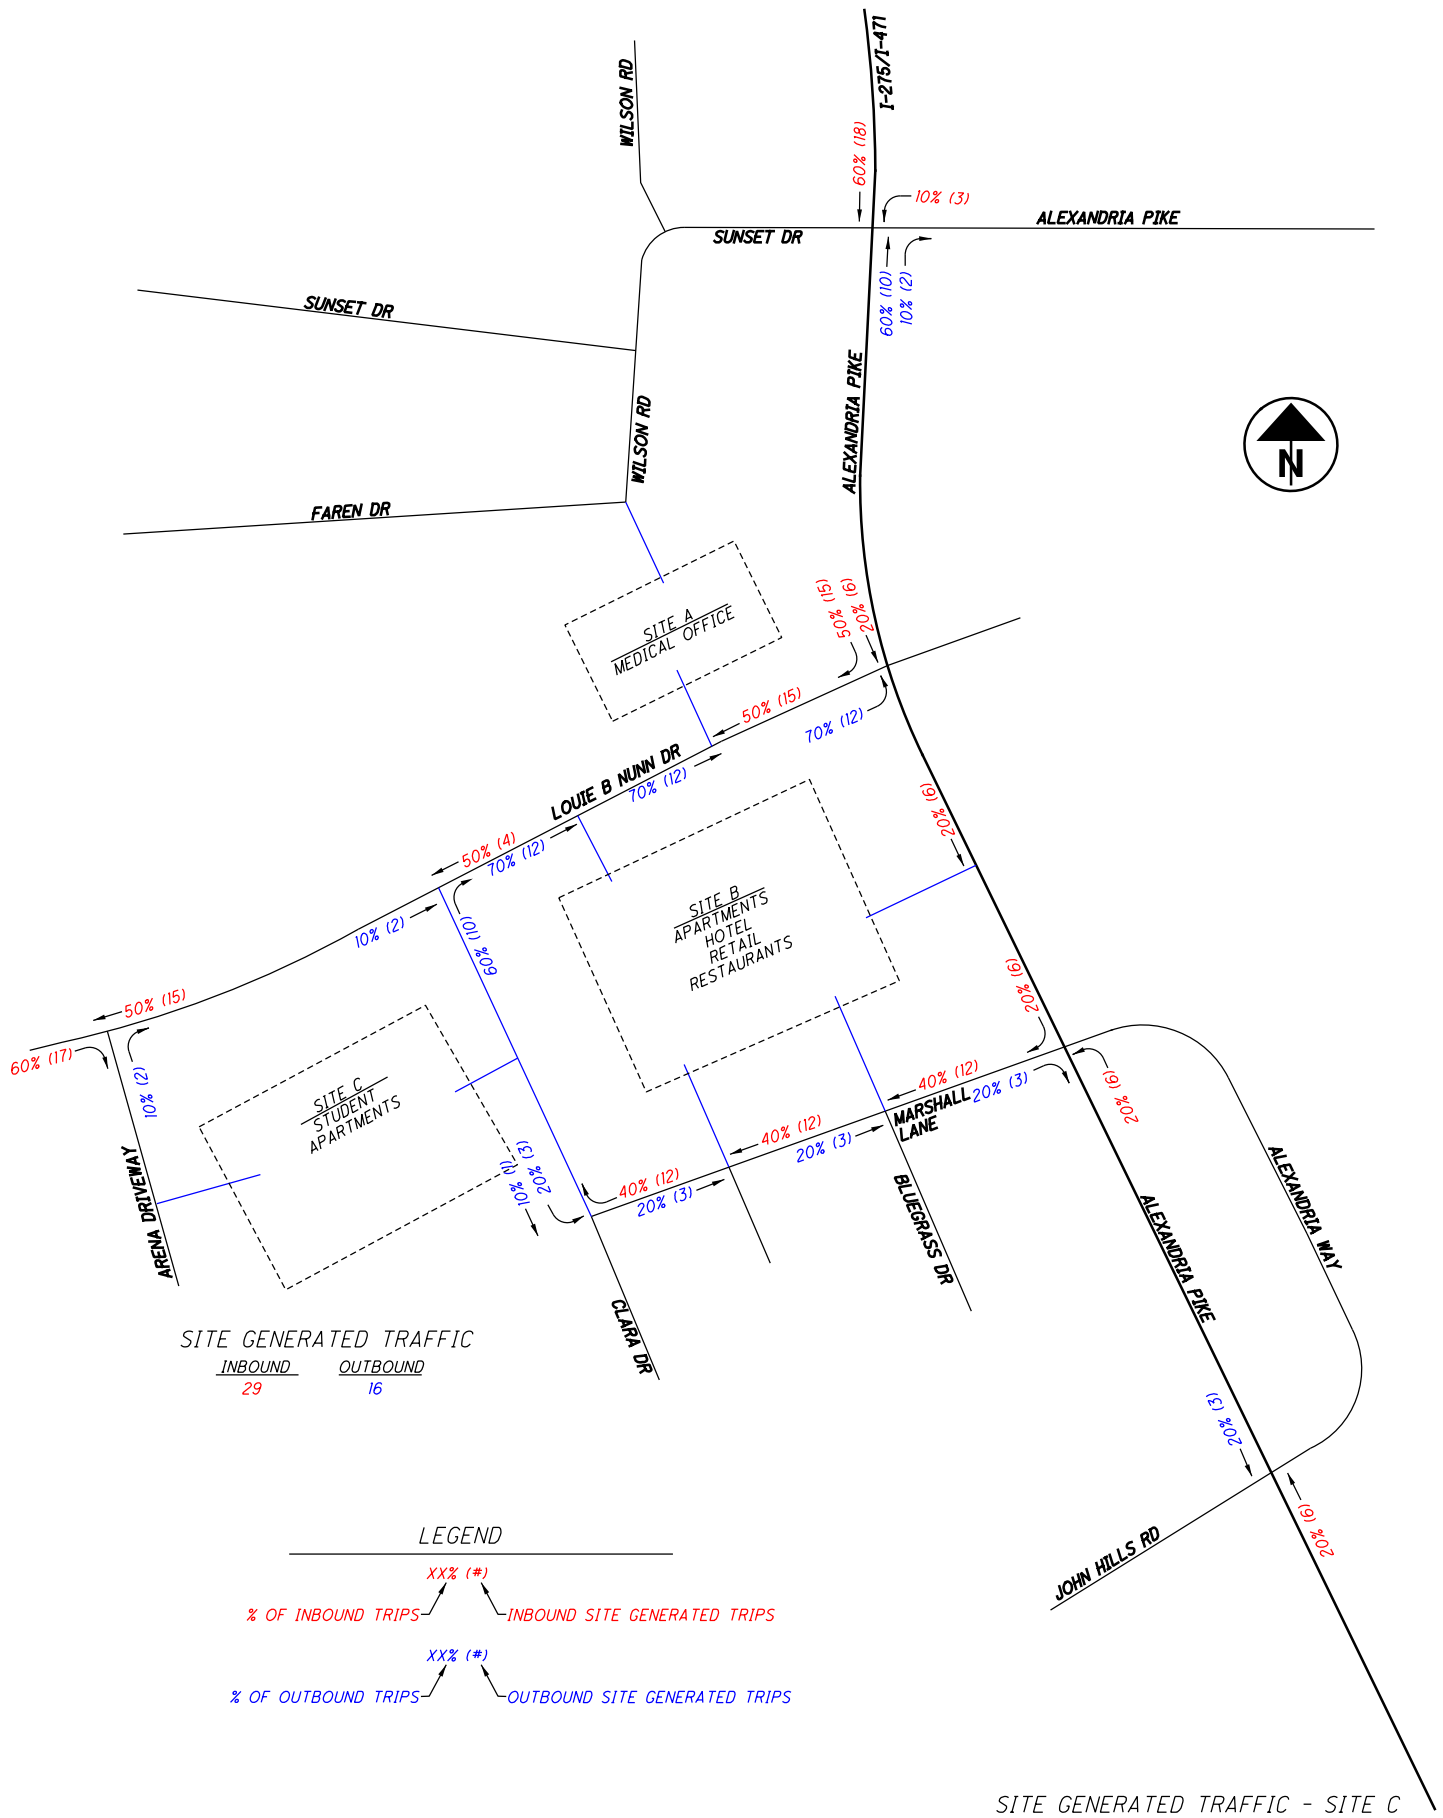 I-275/I-471
WILSON RD
60% (18)
10% (3)
ALEXANDRIA PIKE
SUNSET DR
60% (10)
10% (2)
SUNSET DR
ALEXANDRIA PIKE
WILSON RD
N
FAREN DR
50% (15)
20% (6)
SITE A
MEDICAL OFFICE
50% (15)
70% (12)
LOUIE B NUNN DR
70% (12)
20% (6)
50% (4)
70% (12)
SITE B
APARTMENTS
HOTEL
RETAIL
RESTAURANTS
10% (2)
60% (10)
20% (6)
50% (15)
60% (17)
10% (2)
SITE C
STUDENT
APARTMENTS
40% (12)
20% (3)
MARSHALL
LANE
20% (6)
40% (12)
20% (3)
10% (1)
20% (3)
40% (12)
20% (3)
ARENA DRIVEWAY
BLUEGRASS DR
ALEXANDRIA WAY
ALEXANDRIA PIKE
CLARA DR
SITE GENERATED TRAFFIC
INBOUND OUTBOUND
29 16
20% (3)
20% (6)
JOHN HILLS RD
LEGEND
XX% (#)
% OF INBOUND TRIPS INBOUND SITE GENERATED TRIPS
XX% (#)
% OF OUTBOUND TRIPS OUTBOUND SITE GENERATED TRIPS
SITE GENERATED TRAFFIC - SITE C